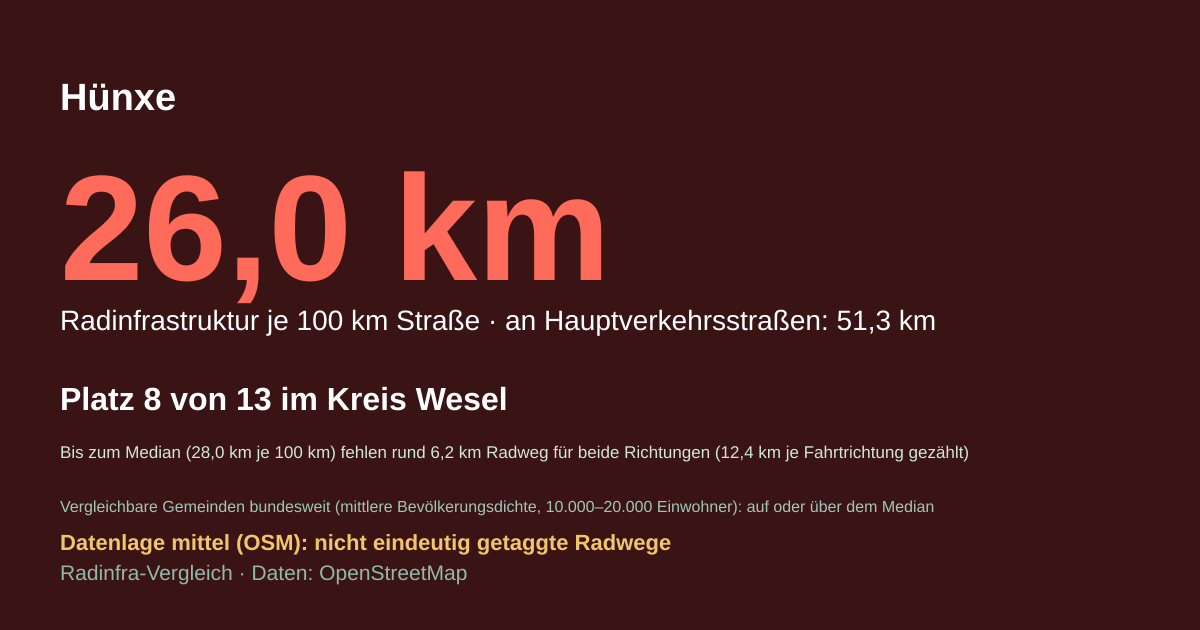 Hünxe
26,0 km
Radinfrastruktur je 100 km Straße · an Hauptverkehrsstraßen: 51,3 km
Platz 8 von 13 im Kreis Wesel
Bis zum Median (28,0 km je 100 km) fehlen rund 6,2 km Radweg für beide Richtungen (12,4 km je Fahrtrichtung gezählt)
Vergleichbare Gemeinden bundesweit (mittlere Bevölkerungsdichte, 10.000–20.000 Einwohner): auf oder über dem Median
Datenlage mittel (OSM): nicht eindeutig getaggte Radwege
Radinfra-Vergleich · Daten: OpenStreetMap